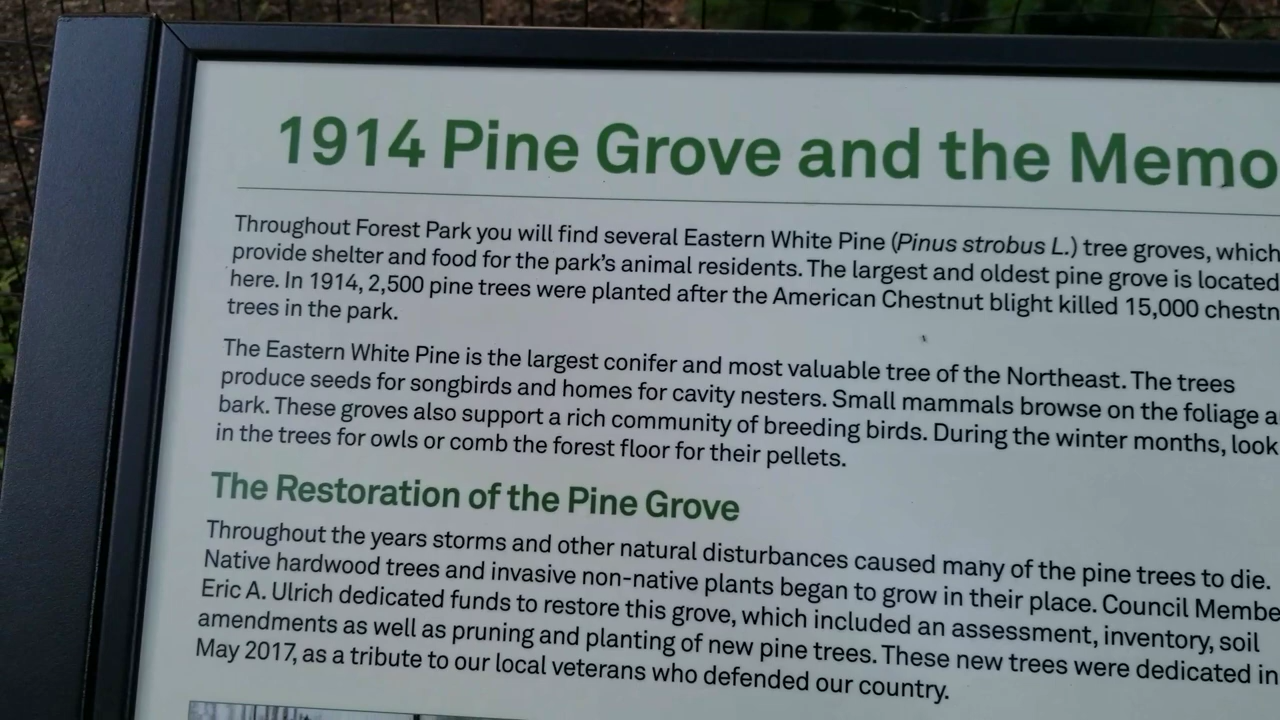 1914 Pine Grove and the Memo
Throughout Forest Park you will find several Eastern White Pine (Pinus strobus L.) tree groves, which
provide shelter and food for the park's animal residents. The largest and oldest pine grove is located
here. In 1914, 2,500 pine trees were planted after the American Chestnut blight killed 15,000 chestn
trees in the park.
The Eastern White Pine is the largest conifer and most valuable tree of the Northeast. The trees
produce seeds for songbirds and homes for cavity nesters. Small mammals browse on the foliage a
bark. These groves also support a rich community of breeding birds. During the winter months, look
in the trees for owls or comb the forest floor for their pellets.
The Restoration of the Pine Grove
Throughout the years storms and other natural disturbances caused many of the pine trees to die.
Native hardwood trees and invasive non-native plants began to grow in their place. Council Membe
Eric A. Ulrich dedicated funds to restore this grove, which included an assessment, inventory, soil
amendments as well as pruning and planting of new pine trees. These new trees were dedicated in
May 2017, as a tribute to our local veterans who defended our country.